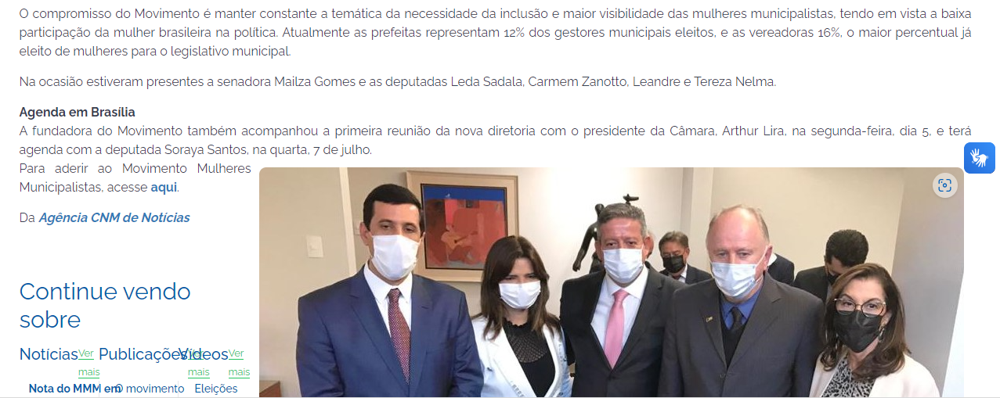 O compromisso do Movimento é manter constante a temática da necessidade da inclusão e maior visibilidade das mulheres municipalistas, tendo em vista a baixa
participação da mulher brasileira na política. Atualmente as prefeitas representam 12% dos gestores municipais eleitos, e as vereadoras 16%, o maior percentual já
eleito de mulheres para o legislativo municipal.
Na ocasião estiveram presentes a senadora Mailza Gomes e as deputadas Leda Sadala, Carmem Zanotto, Leandre e Tereza Nelma.
Agenda em Brasília
A fundadora do Movimento também acompanhou a primeira reunião da nova diretoria com o presidente da Câmara, Arthur Lira, na segunda-feira, dia 5, e terá
agenda com a deputada Soraya Santos, na quarta, 7 de julho.
Para aderir ao Movimento Mulheres
Municipalistas, acesse aqui.
Da Agência CNM de Notícias
Continue vendo
sobre
Notícias Ver Publicações Ver Vídeos Ver
mais mais mais
Nota do MMM em O movimento Eleições